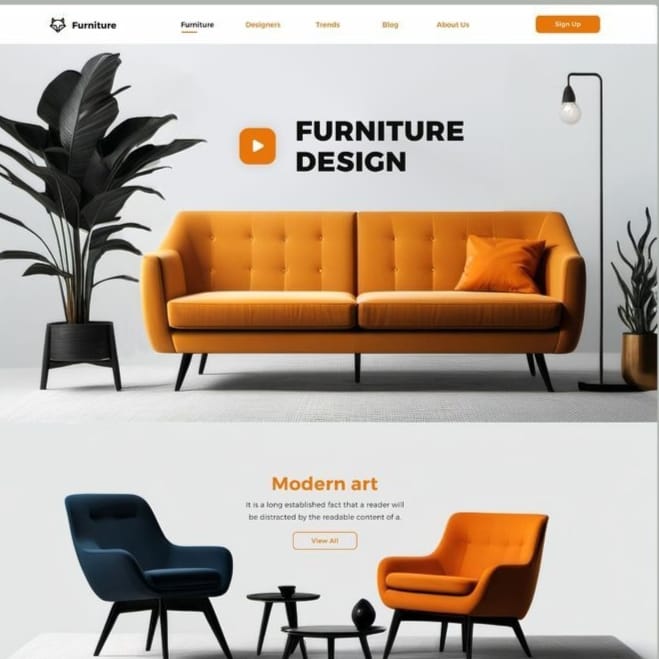 Furniture
Furniture
Designers
Trends
Blog
About Us
Sign Up
FURNITURE
DESIGN
Modern art
It is a long established fact that a reader will
be distracted by the readable content of a.
View All